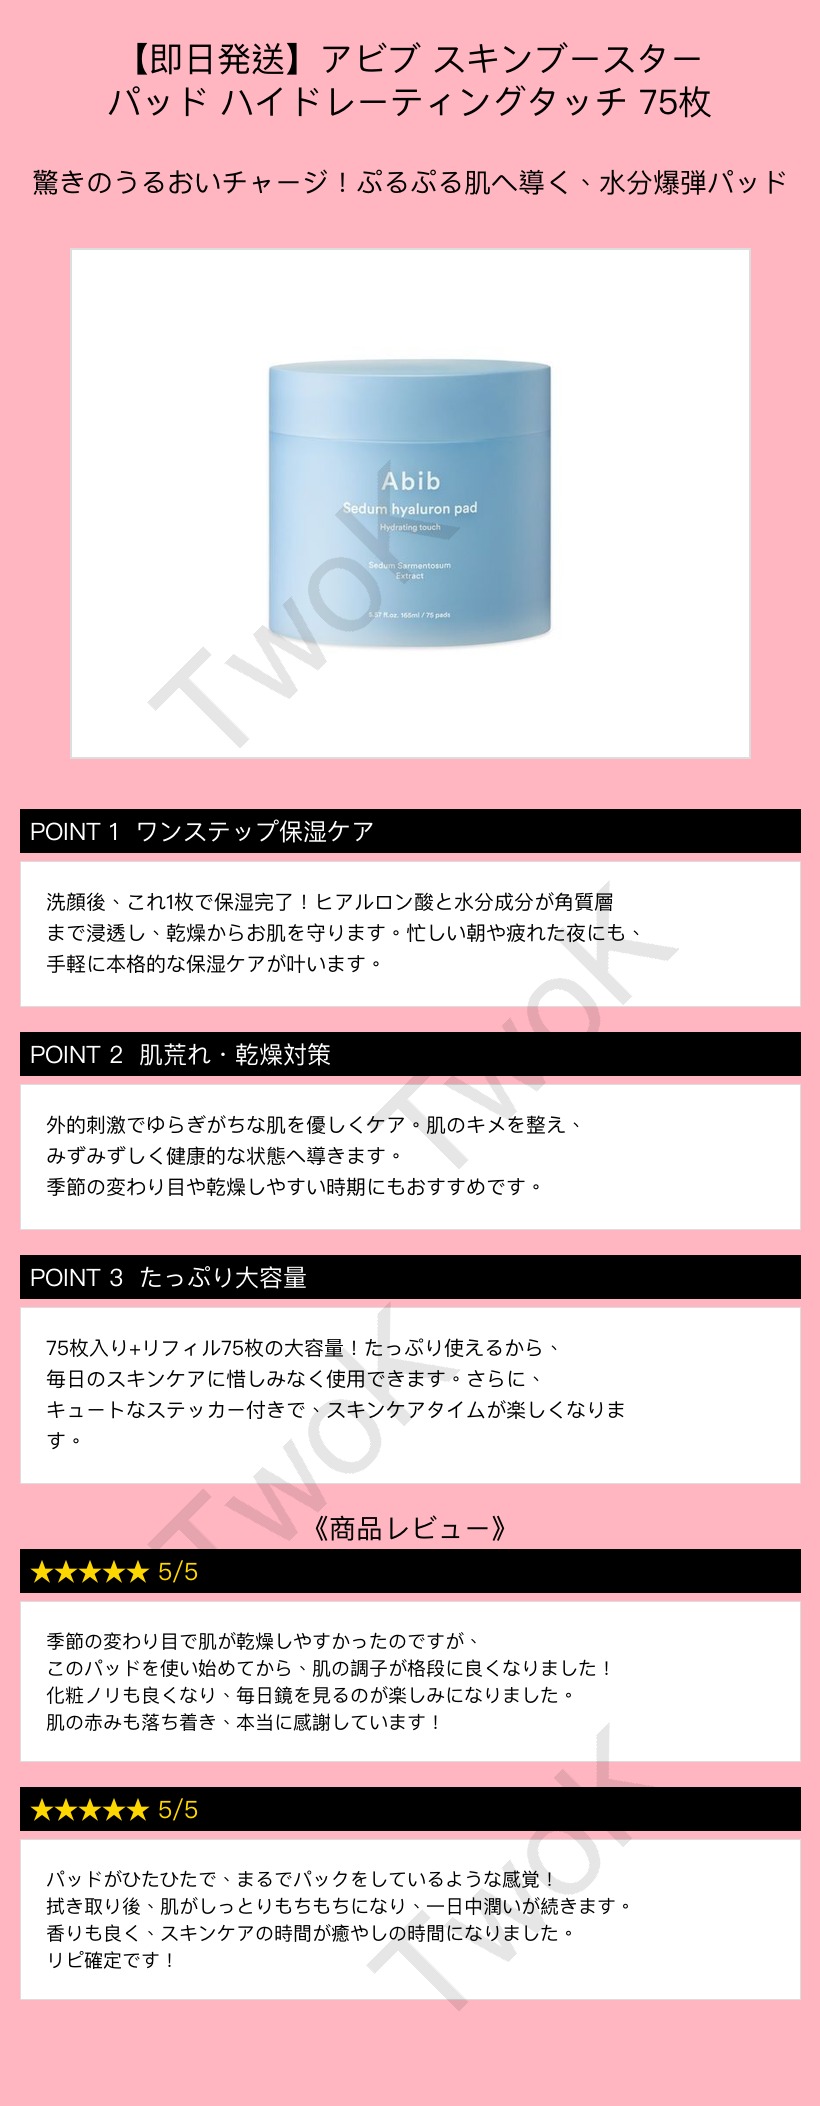 【即日発送】アビブ スキンブースター
パッド ハイドレーティングタッチ 75枚
驚きのうるおいチャージ！ぷるぷる肌へ導く、水分爆弾パッド
Abib
Sedum hyaluron pad
Hydrating touch
Sedum Sarmentosum
Extract
5.57 fl.oz. 165ml / 75 pads
TwoK
POINT 1 ワンステップ保湿ケア
洗顔後、これ1枚で保湿完了！ヒアルロン酸と水分成分が角質層
まで浸透し、乾燥からお肌を守ります。忙しい朝や疲れた夜にも、
手軽に本格的な保湿ケアが叶います。
TwoK
POINT 2 肌荒れ・乾燥対策
外的刺激でゆらぎがちな肌を優しくケア。肌のキメを整え、
みずみずしく健康的な状態へ導きます。
季節の変わり目や乾燥しやすい時期にもおすすめです。
POINT 3 たっぷり大容量
75枚入り+リフィル75枚の大容量！たっぷり使えるから、
毎日のスキンケアに惜しみなく使用できます。さらに、
キュートなステッカー付きで、スキンケアタイムが楽しくなりま
す。
TwoK
《商品レビュー》
★★★★★ 5/5
季節の変わり目で肌が乾燥しやすかったのですが、
このパッドを使い始めてから、肌の調子が格段に良くなりました！
化粧ノリも良くなり、毎日鏡を見るのが楽しみになりました。
肌の赤みも落ち着き、本当に感謝しています！
★★★★★ 5/5
パッドがひたひたで、まるでパックをしているような感覚！
拭き取り後、肌がしっとりもちもちになり、一日中潤いが続きます。
香りも良く、スキンケアの時間が癒やしの時間になりました。
リピ確定です！
TwoK